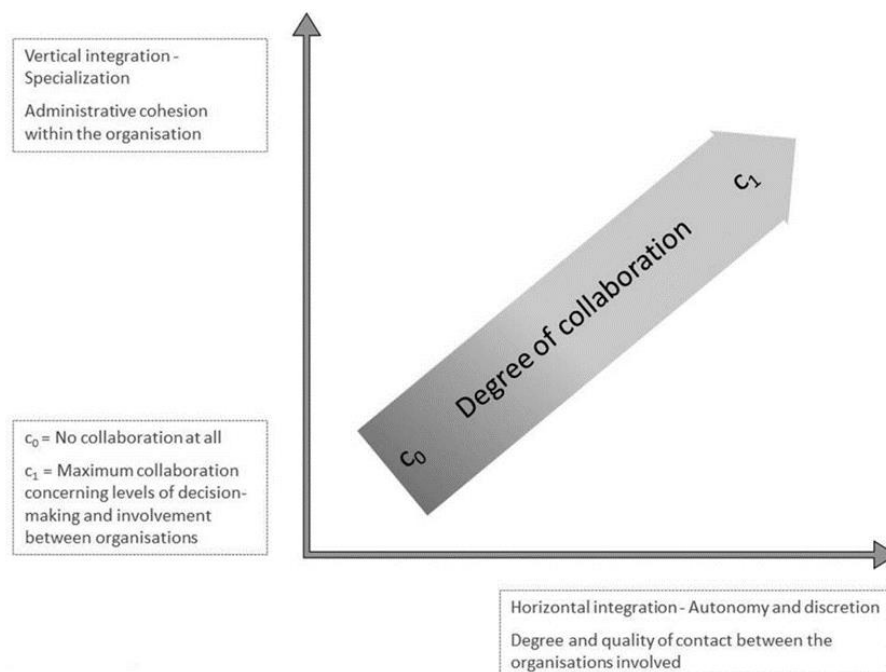 Vertical integration -
Specialization
Administrative cohesion
within the organisation
c₁
Degree of collaboration
c₀
c₀ = No collaboration at all
c₁ = Maximum collaboration
concerning levels of decision-
making and involvement
between organisations
Horizontal integration - Autonomy and discretion
Degree and quality of contact between the
organisations involved